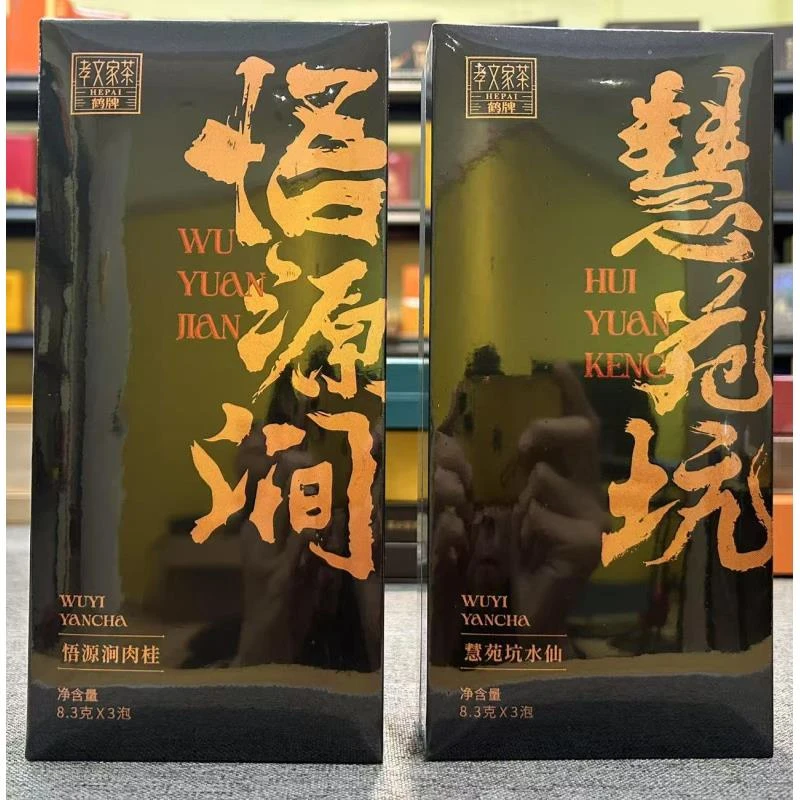 孝文家茶
HEPAI
鹤牌
悟源涧
WU
YUAN
JIAN
WUYI
YANCHA
悟源涧肉桂
净含量
8.3克X3泡
孝文家茶
HEPAI
鹤牌
慧苑坑
HUI
YUAN
KENG
WUYI
YANCHA
慧苑坑水仙
净含量
8.3克X3泡